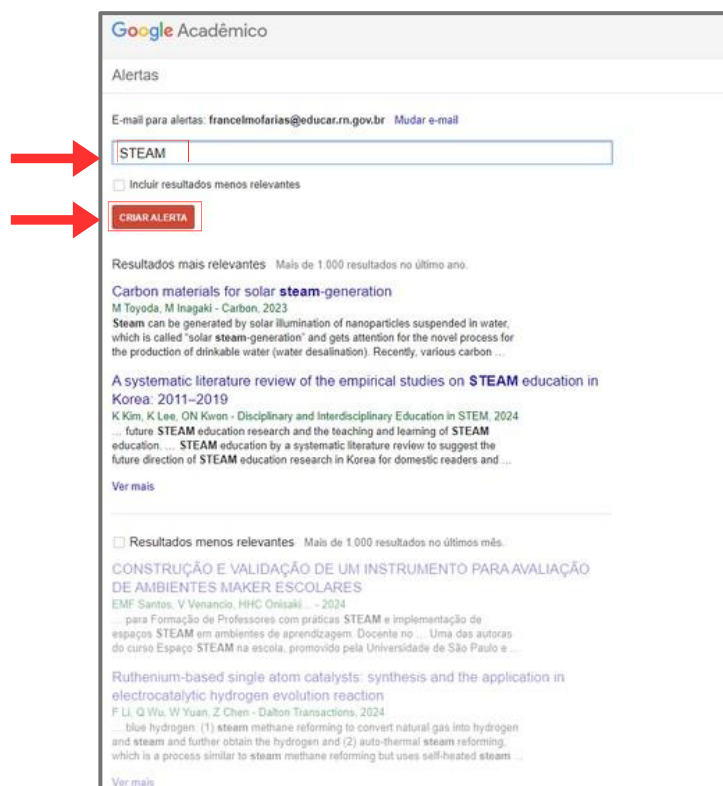 Google Acadêmico
Alertas
E-mail para alertas: francelmofarias@educar.rn.gov.br Mudar e-mail
STEAM
Incluir resultados menos relevantes
CRIAR ALERTA
Resultados mais relevantes Mais de 1.000 resultados no último ano.
Carbon materials for solar steam-generation
M Toyoda, M Inagaki - Carbon, 2023
Steam can be generated by solar illumination of nanoparticles suspended in water,
which is called "solar steam-generation" and gets attention for the novel process for
the production of drinkable water (water desalination). Recently, various carbon ...
A systematic literature review of the empirical studies on STEAM education in
Korea: 2011–2019
K Kim, K Lee, ON Kwon - Disciplinary and Interdisciplinary Education in STEM, 2024
... future STEAM education research and the teaching and learning of STEAM
education. ... STEAM education by a systematic literature review to suggest the
future direction of STEAM education research in Korea for domestic readers and ...
Ver mais
Resultados menos relevantes Mais de 1.000 resultados no últimos mês.
CONSTRUÇÃO E VALIDAÇÃO DE UM INSTRUMENTO PARA AVALIAÇÃO
DE AMBIENTES MAKER ESCOLARES
EMF Santos, V Venancio, HHC Onisaki... - 2024
... para Formação de Professores com práticas STEAM e implementação de
espaços STEAM em ambientes de aprendizagem. Docente no ... Uma das autoras
do curso Espaço STEAM na escola, promovido pela Universidade de São Paulo e ...
Ruthenium-based single atom catalysts: synthesis and the application in
electrocatalytic hydrogen evolution reaction
F Li, Q Wu, W Yuan, Z Chen - Dalton Transactions, 2024
... blue hydrogen: (1) steam methane reforming to convert natural gas into hydrogen
and steam and further obtain the hydrogen and (2) auto-thermal steam reforming,
which is a process similar to steam methane reforming but uses self-heated steam ...
Ver mais